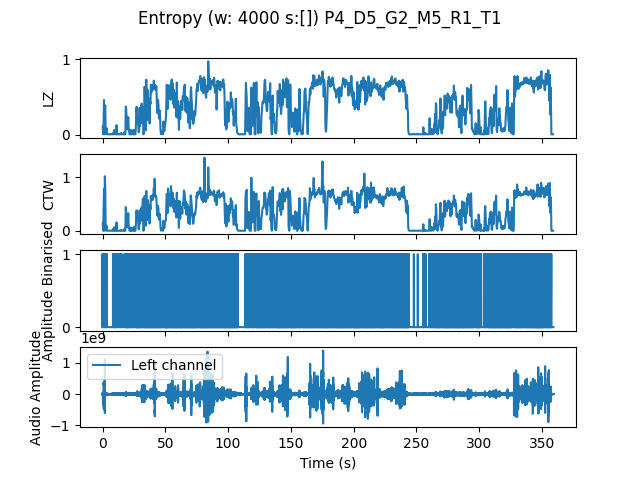 Entropy (w: 4000 s:[]) P4_D5_G2_M5_R1_T1
1
LZ
0
1
CTW
0
1
Amplitude Binarised
0
1e9
1
Left channel
Audio Amplitude
0
−1
0 50 100 150 200 250 300 350
Time (s)